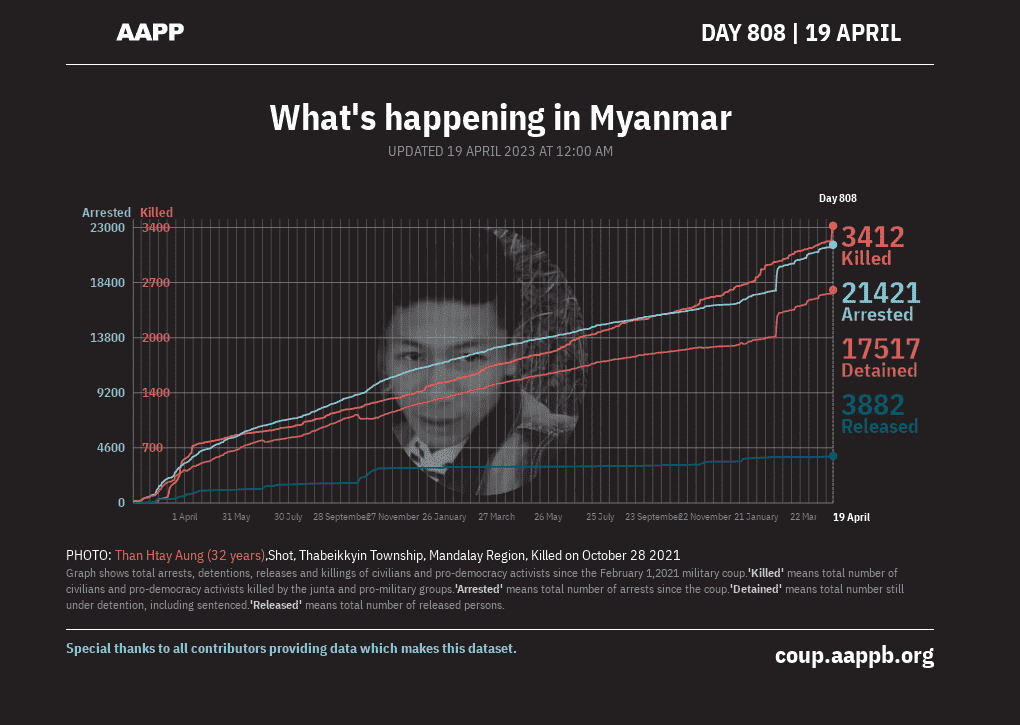 AAPP
DAY 808 | 19 APRIL
What's happening in Myanmar
UPDATED 19 APRIL 2023 AT 12:00 AM
Day 808
Arrested Killed
23000 3400
18400 2700
13800 2000
9200 1400
4600 700
0
3412
Killed
21421
Arrested
17517
Detained
3882
Released
1 April 31 May 30 July 28 September 27 November 26 January 27 March 26 May 25 July 23 September 22 November 21 January 22 Mar 19 April
PHOTO: Than Htay Aung (32 years),Shot, Thabeikkyin Township, Mandalay Region, Killed on October 28 2021
Graph shows total arrests, detentions, releases and killings of civilians and pro-democracy activists since the February 1,2021 military coup.'Killed' means total number of
civilians and pro-democracy activists killed by the junta and pro-military groups.'Arrested' means total number of arrests since the coup.'Detained' means total number still
under detention, including sentenced.'Released' means total number of released persons.
Special thanks to all contributors providing data which makes this dataset.
coup.aappb.org